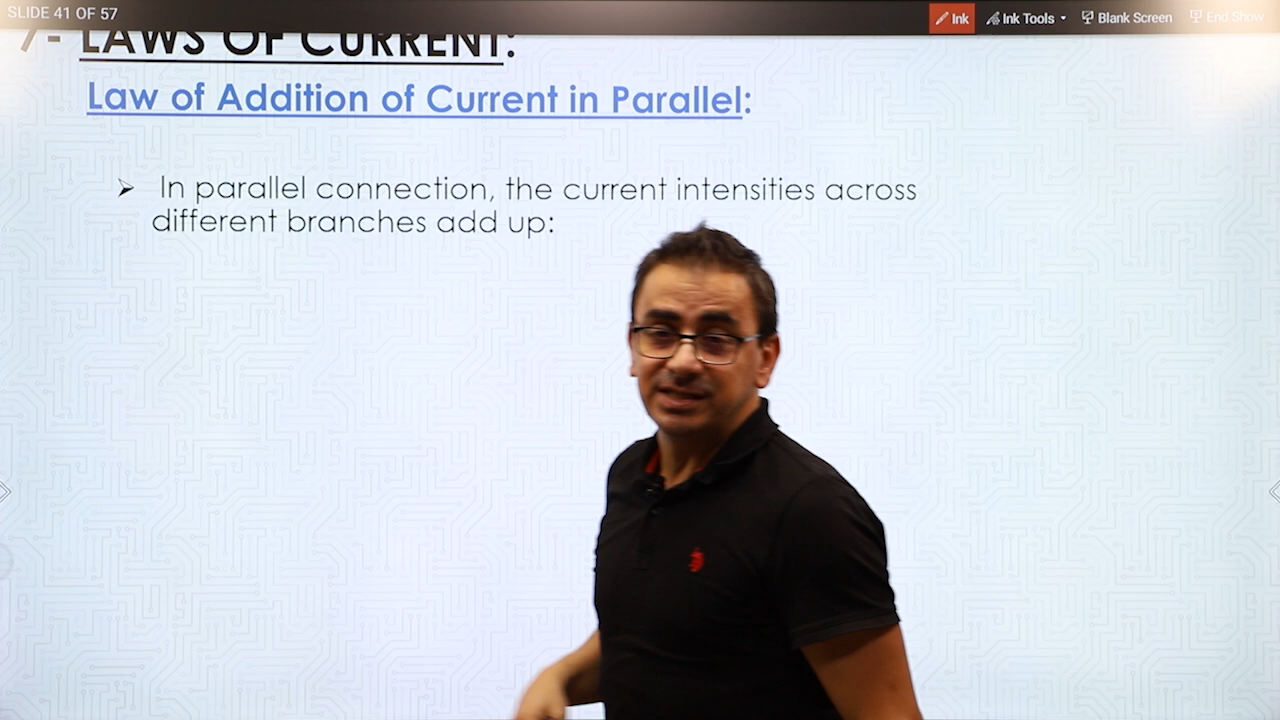 SLIDE 41 OF 57
Ink
Ink Tools
Blank Screen
End Show
7- LAWS OF CURRENT:
Law of Addition of Current in Parallel:
In parallel connection, the current intensities across
different branches add up: